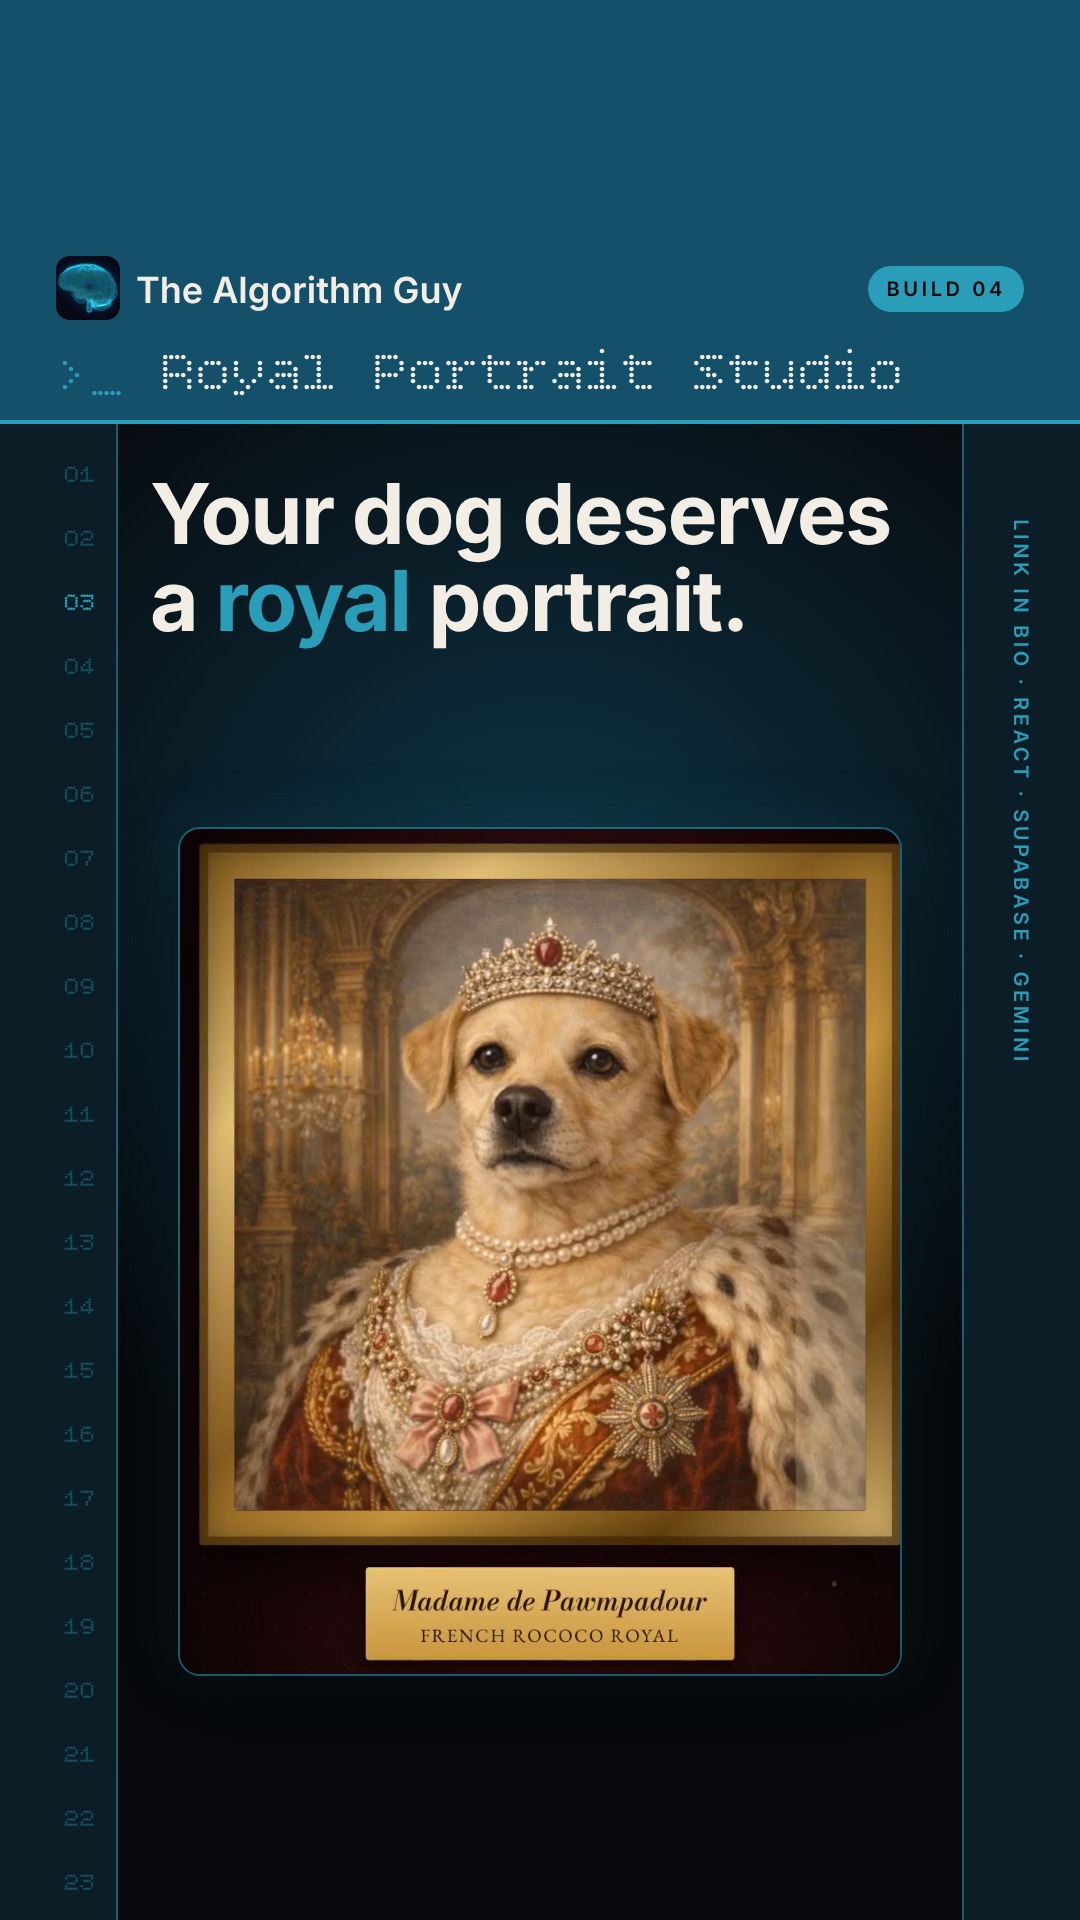 The Algorithm Guy
BUILD 04
>_ Royal Portrait Studio
01
02
03
04
05
06
07
08
09
10
11
12
13
14
15
16
17
18
19
20
21
22
23
Your dog deserves
a royal portrait.
Madame de Pawmpadour
FRENCH ROCOCO ROYAL
LINK IN BIO · REACT · SUPABASE · GEMINI